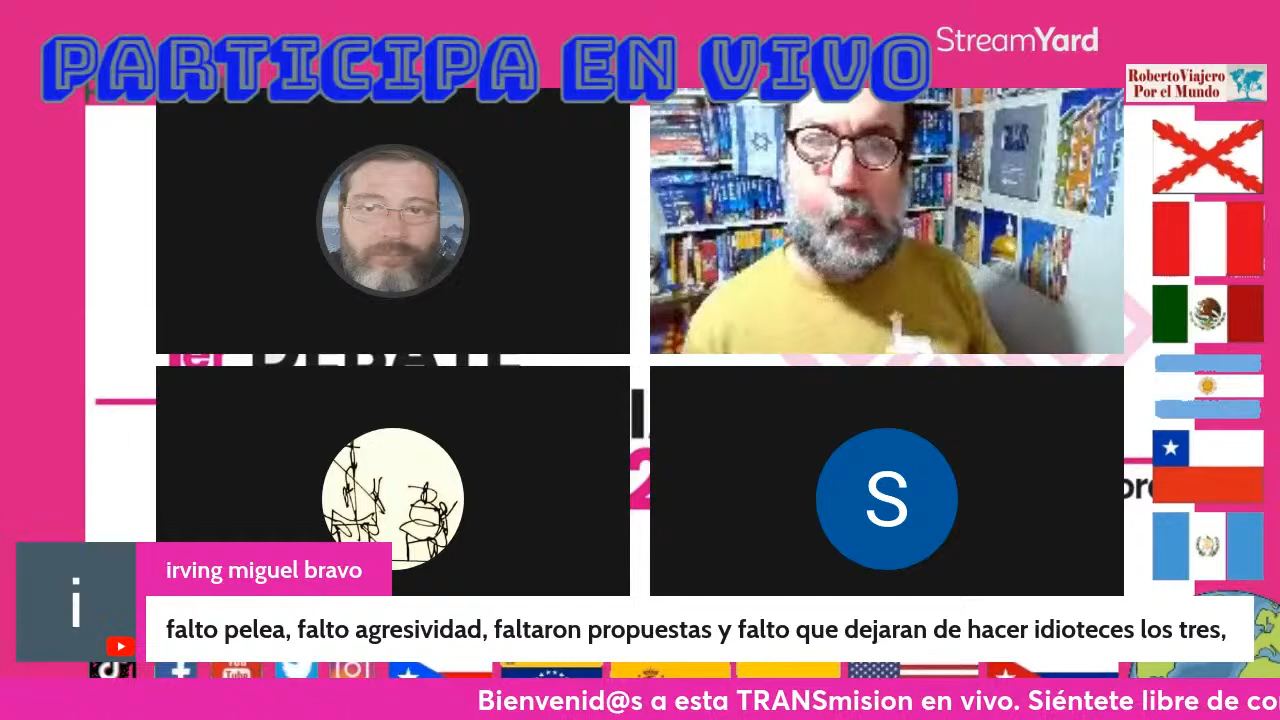 PARTICIPA EN VIVO
StreamYard
RobertoViajero
Por el Mundo
DEBATE
S
i
irving miguel bravo
falto pelea, falto agresividad, faltaron propuestas y falto que dejaran de hacer idioteces los tres,
Bienvenid@s a esta TRANSmision en vivo. Siéntete libre de co